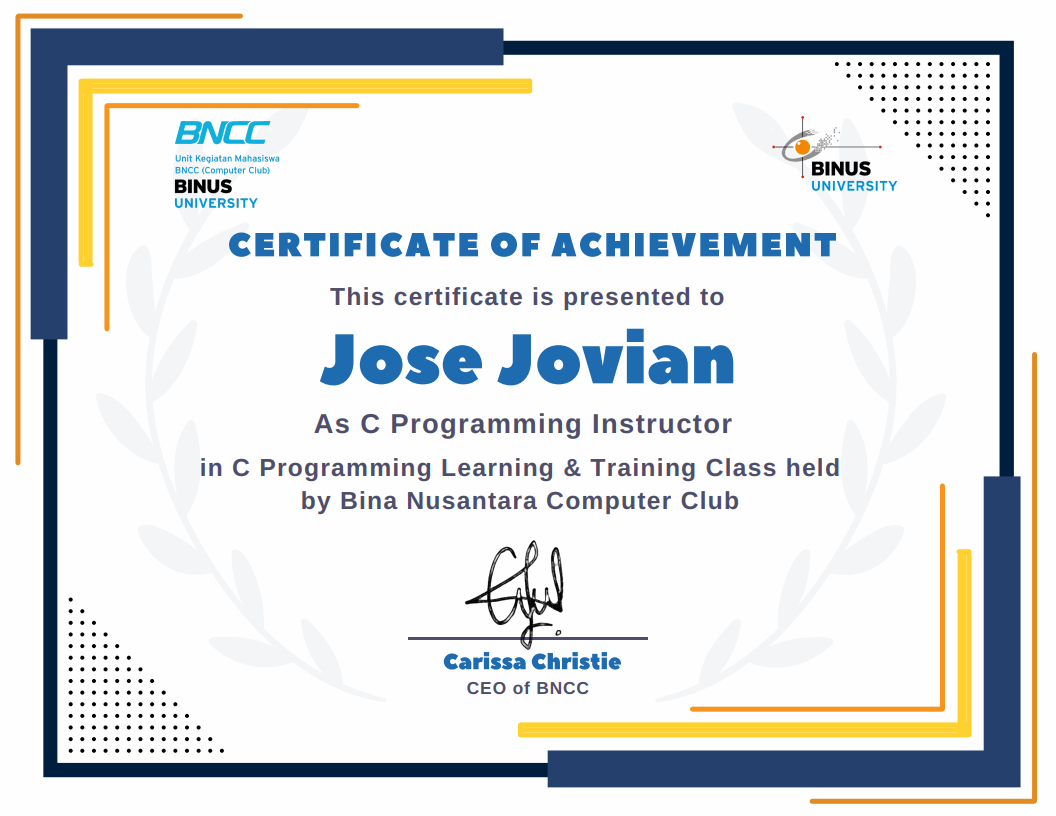 BNCC
Unit Kegiatan Mahasiswa
BNCC (Computer Club)
BINUS
UNIVERSITY
BINUS
UNIVERSITY
CERTIFICATE OF ACHIEVEMENT
This certificate is presented to
Jose Jovian
As C Programming Instructor
in C Programming Learning & Training Class held
by Bina Nusantara Computer Club
Carissa Christie
CEO of BNCC